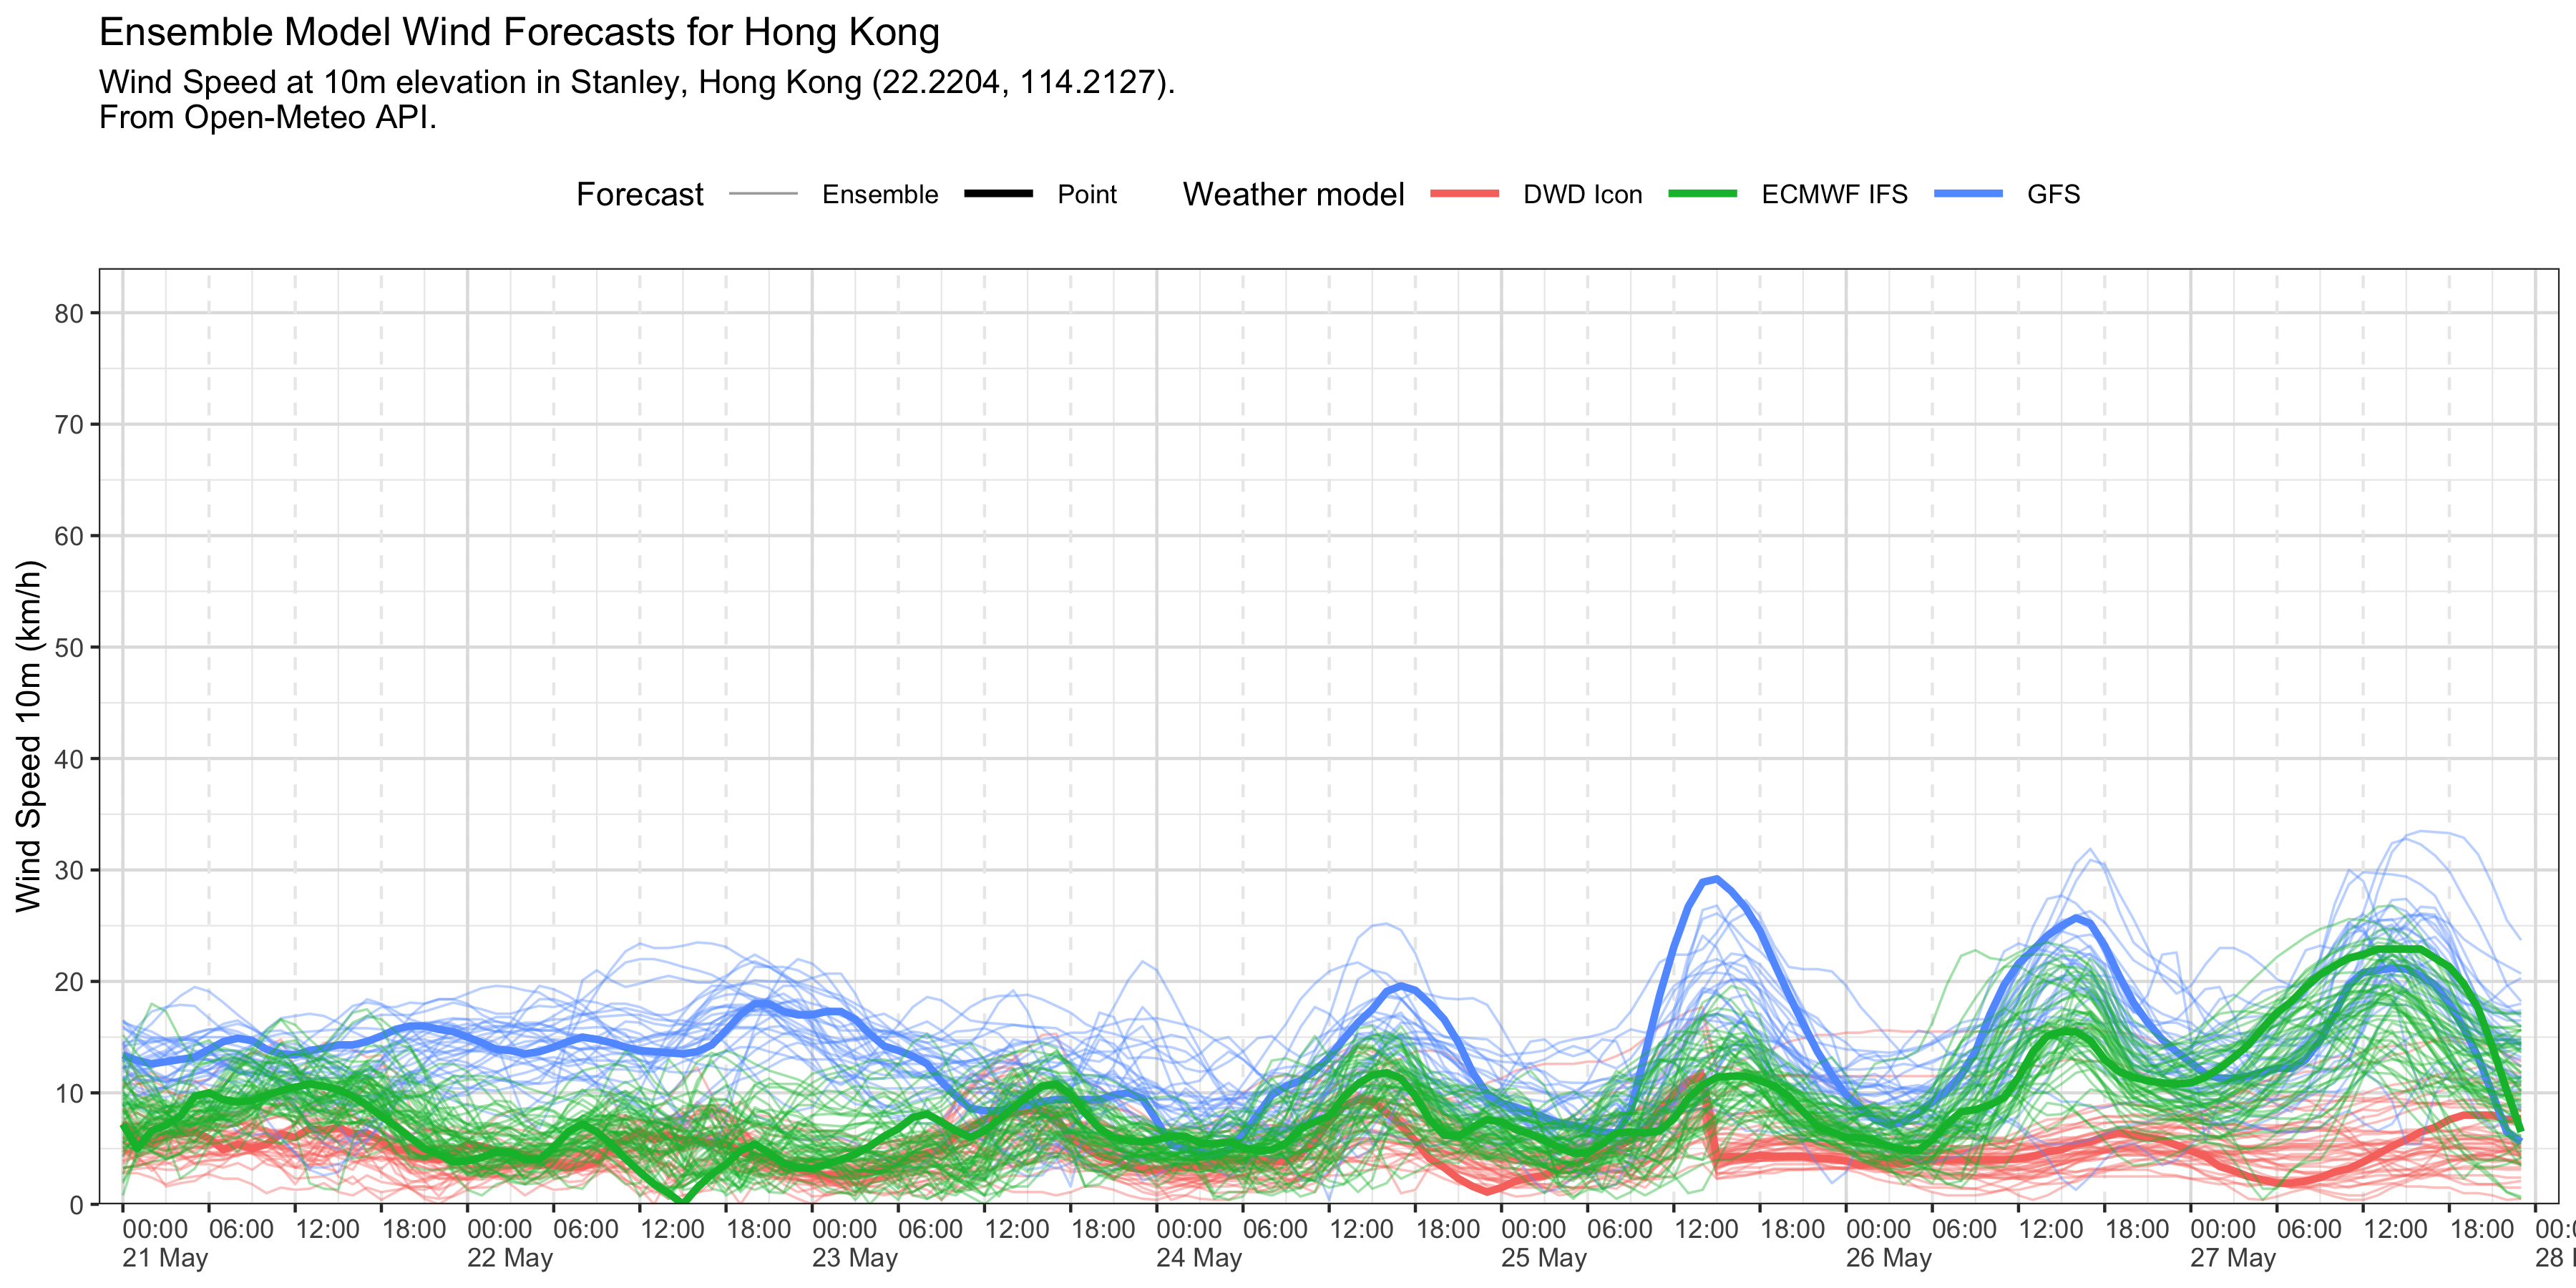 Ensemble Model Wind Forecasts for Hong Kong
Wind Speed at 10m elevation in Stanley, Hong Kong (22.2204, 114.2127).
From Open-Meteo API.
Forecast Ensemble Point Weather model DWD Icon ECMWF IFS GFS
Wind Speed 10m (km/h)
80
70
60
50
40
30
20
10
0
00:00 06:00 12:00 18:00 00:00 06:00 12:00 18:00 00:00 06:00 12:00 18:00 00:00 06:00 12:00 18:00 00:00 06:00 12:00 18:00 00:00 06:00 12:00 18:00 00:00 06:00 12:00 18:00
21 May 22 May 23 May 24 May 25 May 26 May 27 May 28